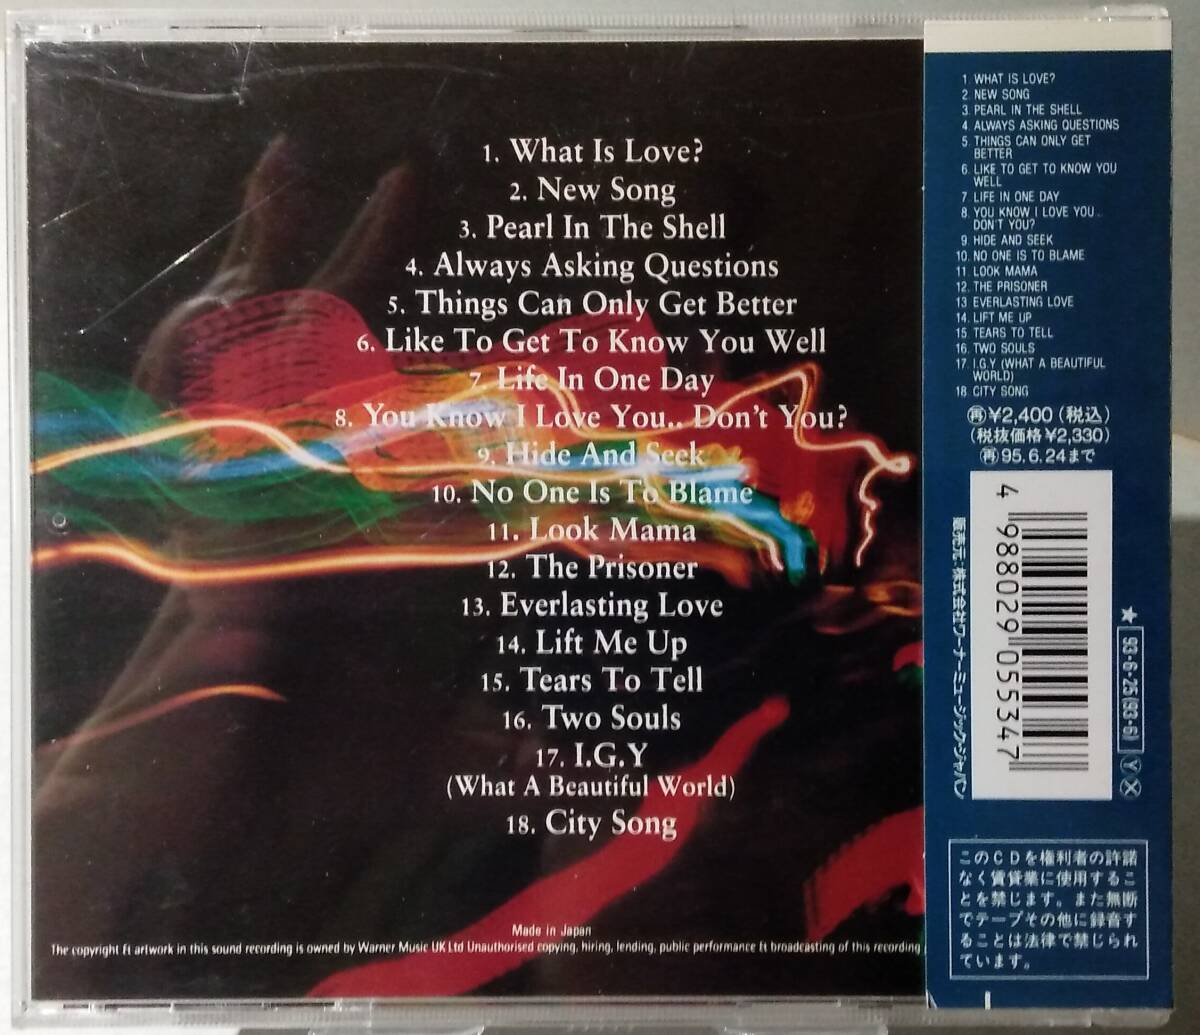 1. What Is Love?
2. New Song
3. Pearl In The Shell
4. Always Asking Questions
5. Things Can Only Get Better
6. Like To Get To Know You Well
7. Life In One Day
8. You Know I Love You.. Don't You?
9. Hide And Seek
10. No One Is To Blame
11. Look Mama
12. The Prisoner
13. Everlasting Love
14. Lift Me Up
15. Tears To Tell
16. Two Souls
17. I.G.Y
(What A Beautiful World)
18. City Song
Made in Japan
The copyright & artwork in this sound recording is owned by Warner Music UK Ltd Unauthorised copying, hiring, lending, public performance & broadcasting of this recording
1. WHAT IS LOVE?
2. NEW SONG
3. PEARL IN THE SHELL
4. ALWAYS ASKING QUESTIONS
5. THINGS CAN ONLY GET
BETTER
6. LIKE TO GET TO KNOW YOU
WELL
7. LIFE IN ONE DAY
8. YOU KNOW I LOVE YOU..
DON'T YOU?
9. HIDE AND SEEK
10. NO ONE IS TO BLAME
11. LOOK MAMA
12. THE PRISONER
13. EVERLASTING LOVE
14. LIFT ME UP
15. TEARS TO TELL
16. TWO SOULS
17. I.G.Y (WHAT A BEAUTIFUL
WORLD)
18. CITY SONG
㊞¥2,400(税込)
(税抜価格¥2,330)
95.6.24まで
4 988029 055347
販売元:株式会社ワーナーミュージック・ジャパン
★ 93・6・25(93・6) Ⓨ Ⓧ
このCDを権利者の許諾
なく賃貸業に使用するこ
とを禁じます。また無断
でテープその他に録音す
ることは法律で禁じられ
ています。